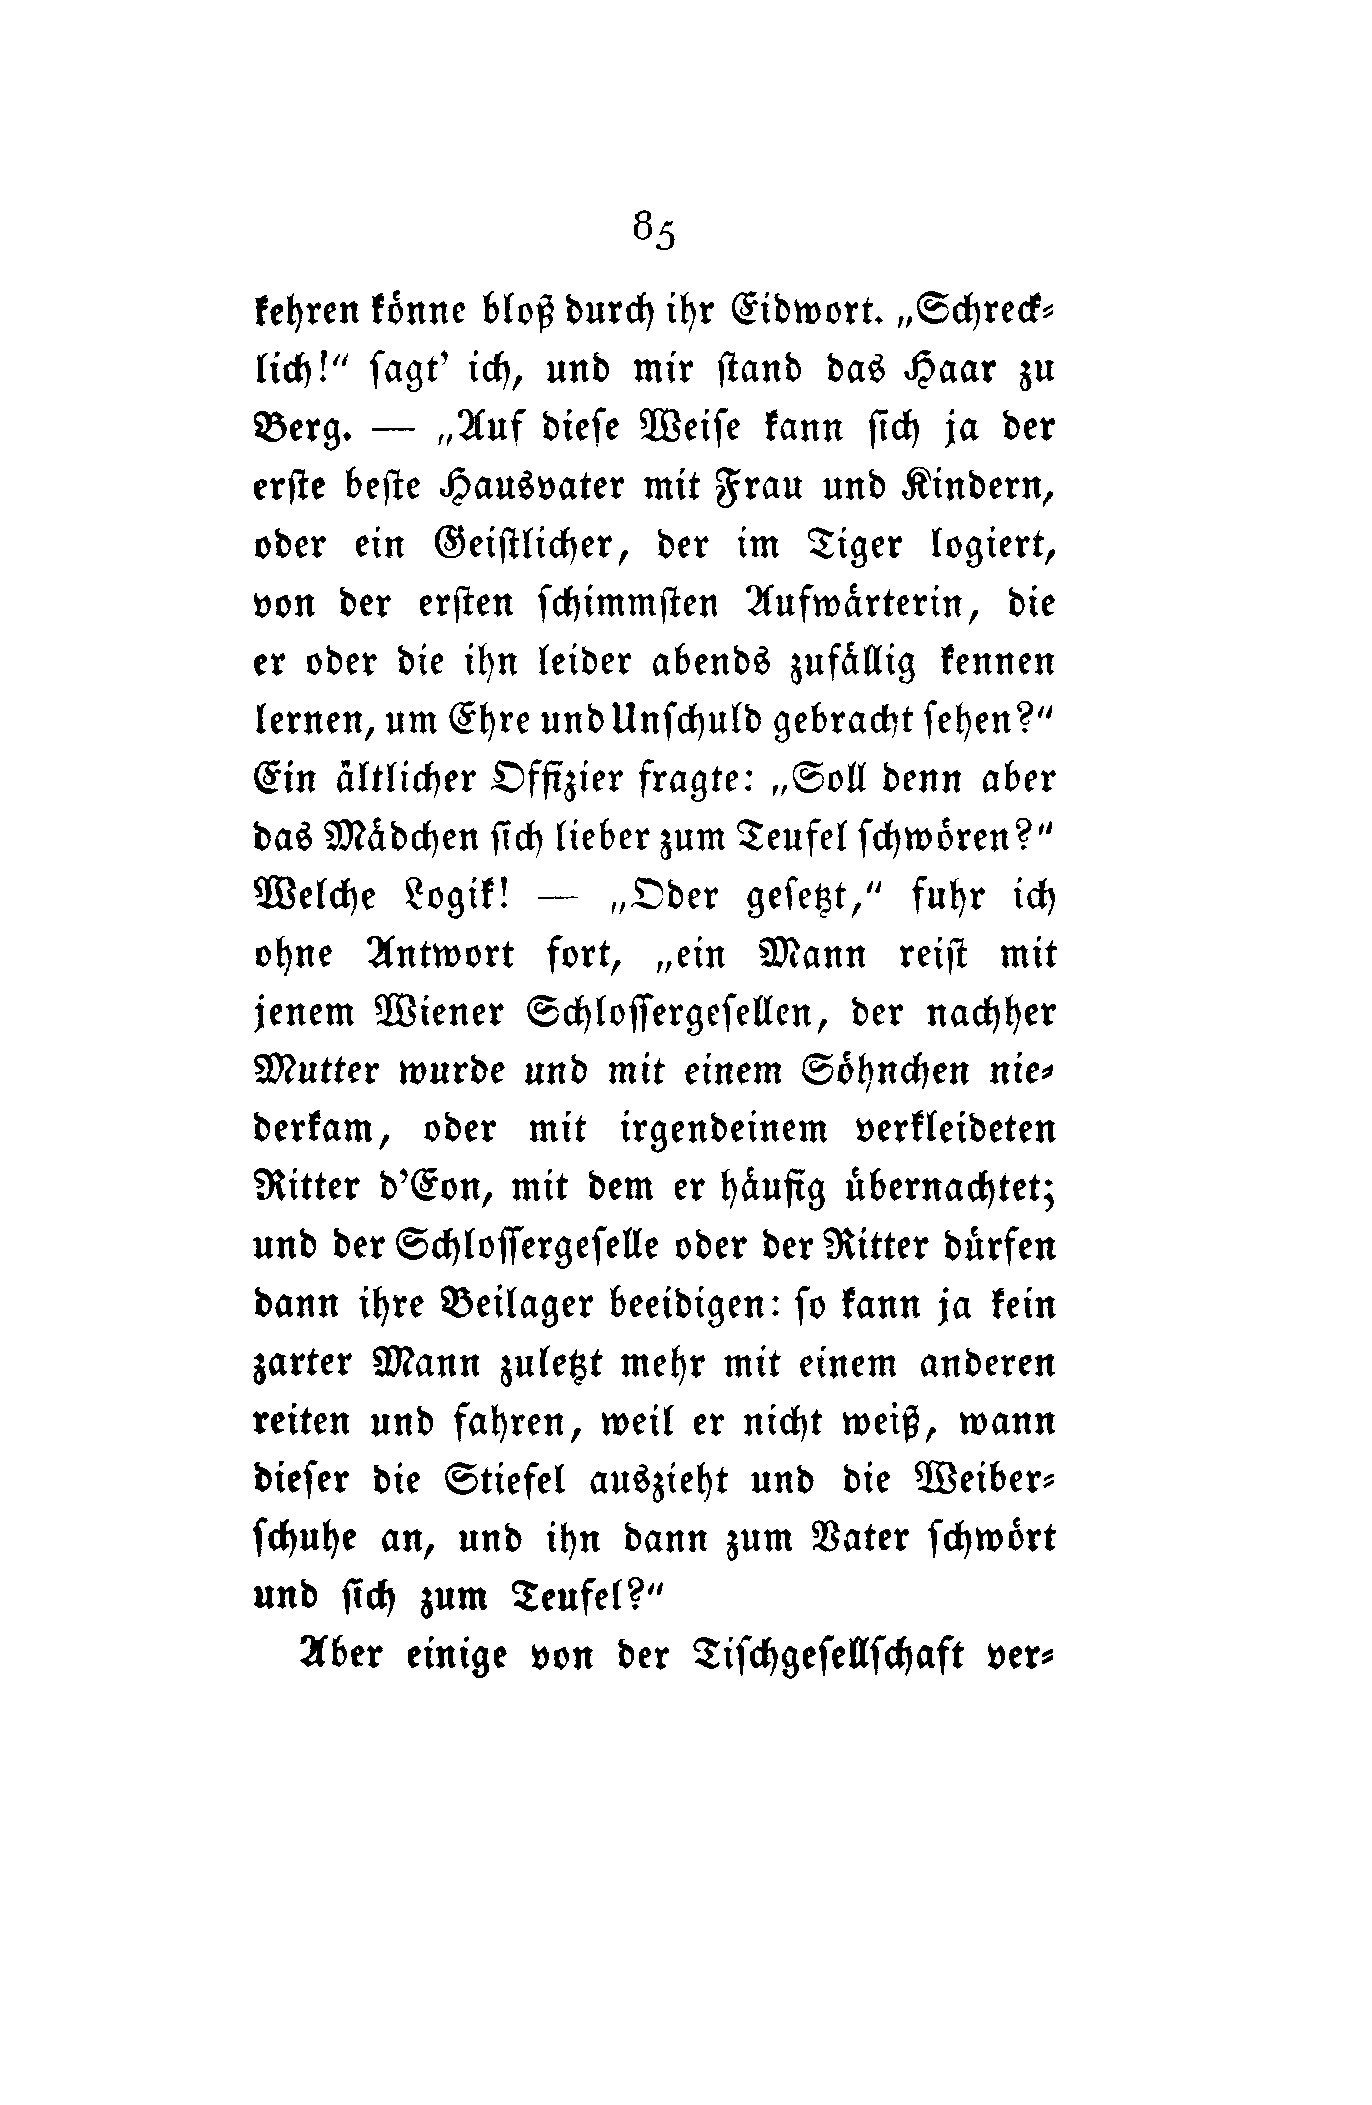 85
kehren könne bloß durch ihr Eidwort. „Schreck⸗
lich!“ ſagt’ ich, und mir ſtand das Haar zu
Berg. — „Auf dieſe Weiſe kann ſich ja der
erſte beſte Hausvater mit Frau und Kindern,
oder ein Geiſtlicher, der im Tiger logiert,
von der erſten ſchimmſten Aufwärterin, die
er oder die ihn leider abends zufällig kennen
lernen, um Ehre und Unſchuld gebracht ſehen?“
Ein ältlicher Offizier fragte: „Soll denn aber
das Mädchen ſich lieber zum Teufel ſchwören?“
Welche Logik! — „Oder geſetzt,“ fuhr ich
ohne Antwort fort, „ein Mann reiſt mit
jenem Wiener Schloſſergeſellen, der nachher
Mutter wurde und mit einem Söhnchen nie⸗
derkam, oder mit irgendeinem verkleideten
Ritter d’Eon, mit dem er häufig übernachtet;
und der Schloſſergeſelle oder der Ritter dürfen
dann ihre Beilager beeidigen: ſo kann ja kein
zarter Mann zuletzt mehr mit einem anderen
reiten und fahren, weil er nicht weiß, wann
dieſer die Stiefel auszieht und die Weiber⸗
ſchuhe an, und ihn dann zum Vater ſchwört
und ſich zum Teufel?“
Aber einige von der Tiſchgeſellſchaft ver⸗